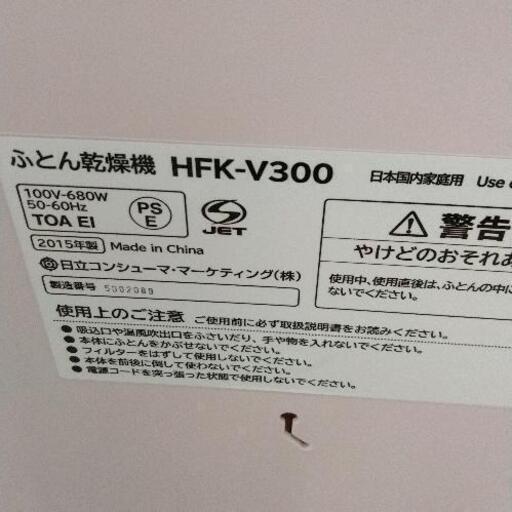 ふとん乾燥機 HFK-V300
日本国内家庭用 Use
100V-680W
50-60Hz
TOA EI
PS
E
JET
2015年製 Made in China
日立コンシューマ・マーケティング(株)
製造番号 5002089
警告
やけどのおそれあ
使用中、使用直後は、ふとんの中に
ないでください。
使用上のご注意 ご使用前に必ず取扱説明書をお読みください。
● 吸込口や温風吹出口をふさいだり、手や物を入れないでください。
● 本体にふとんをかぶせないでください。
● フィルターをはずして使用しないでください。
● 本体を前後に倒して使わないでください。
● 電源コードを突っ張った状態で使用しないでください。